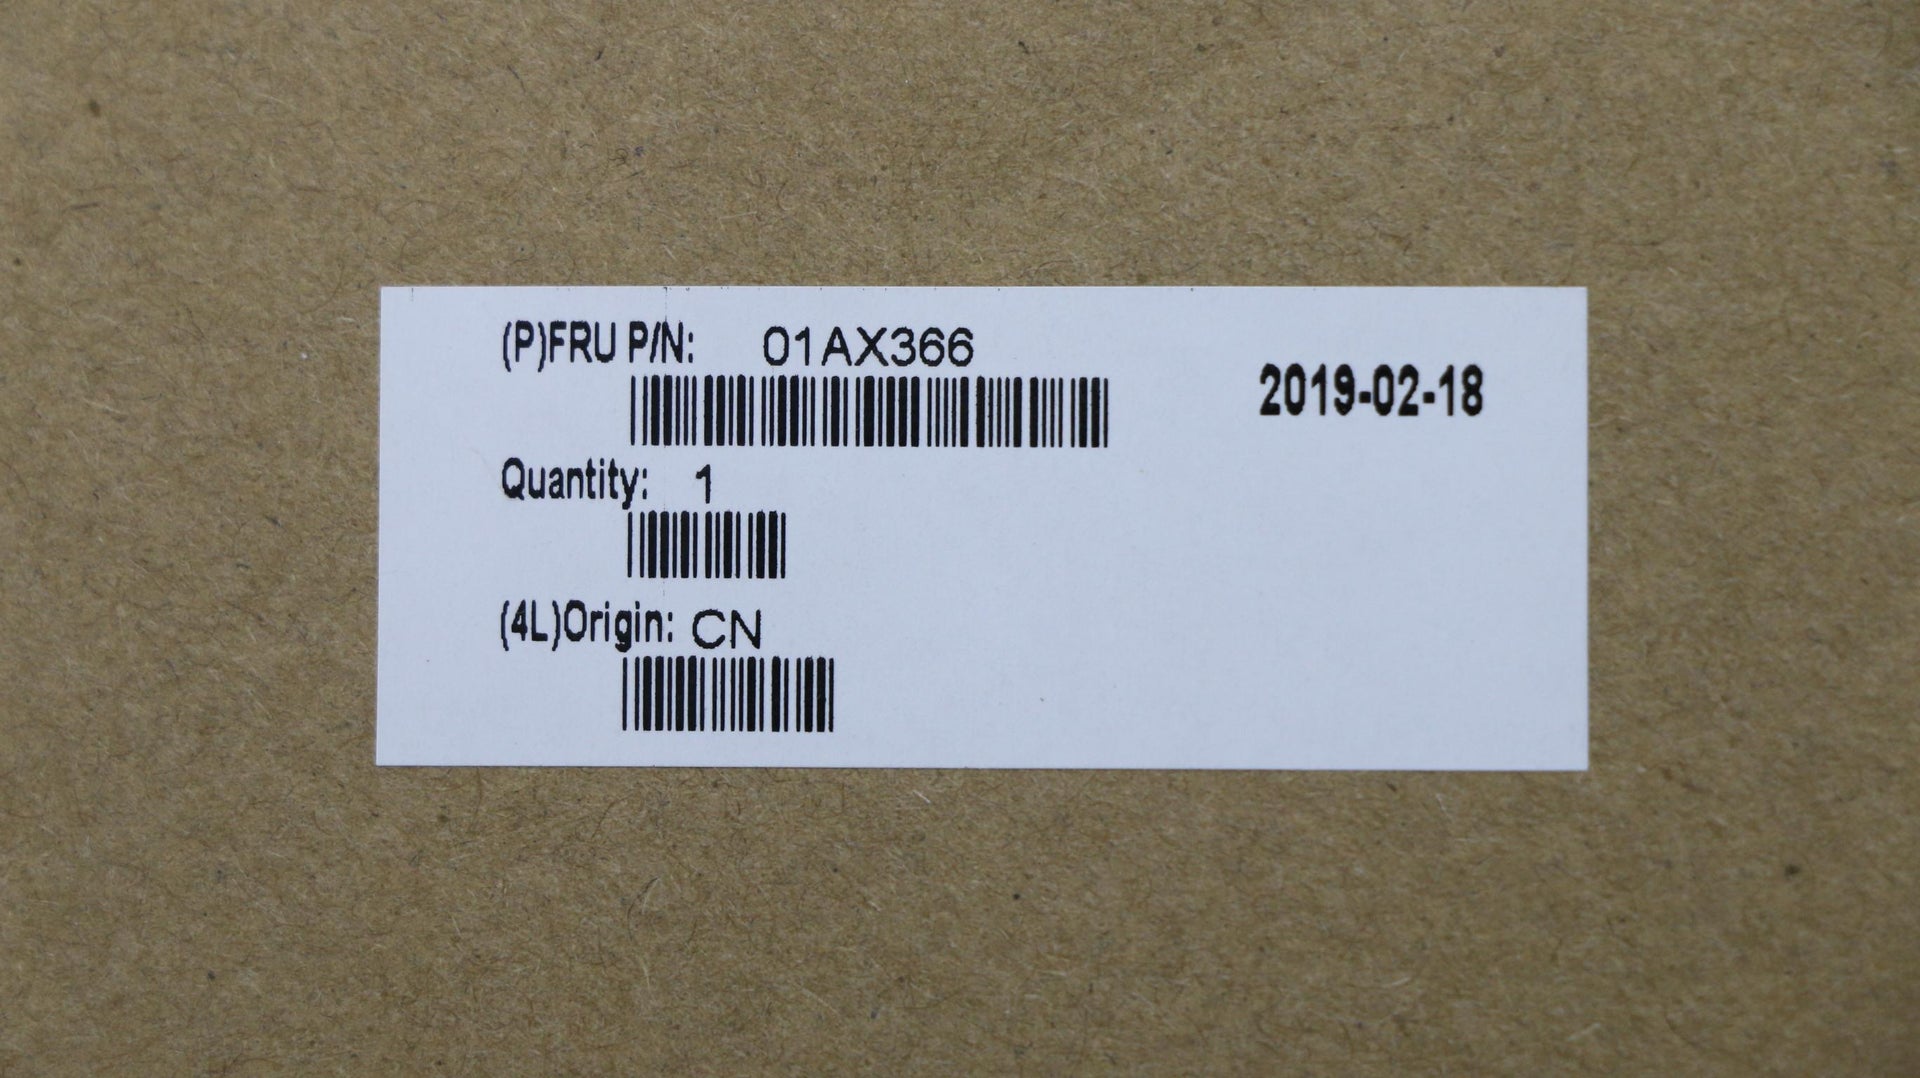 (P)FRU P/N: 01AX366
2019-02-18
Quantity: 1
(4L)Origin: CN